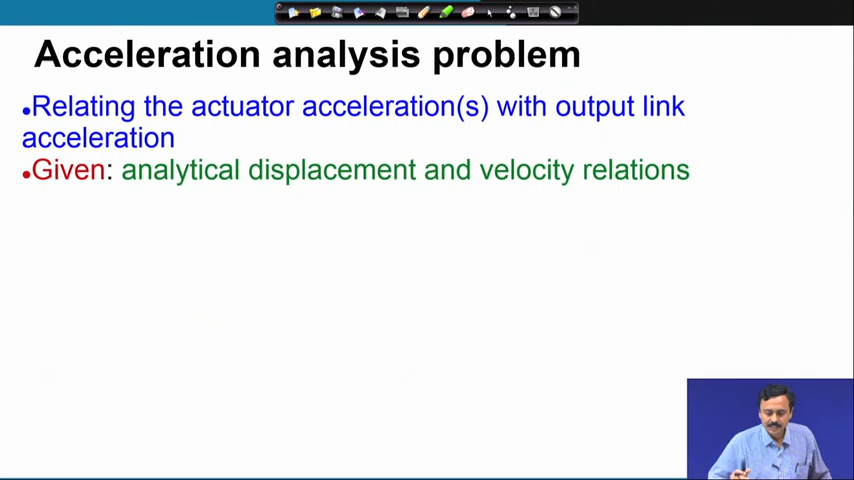 Acceleration analysis problem
•Relating the actuator acceleration(s) with output link
acceleration
•Given: analytical displacement and velocity relations